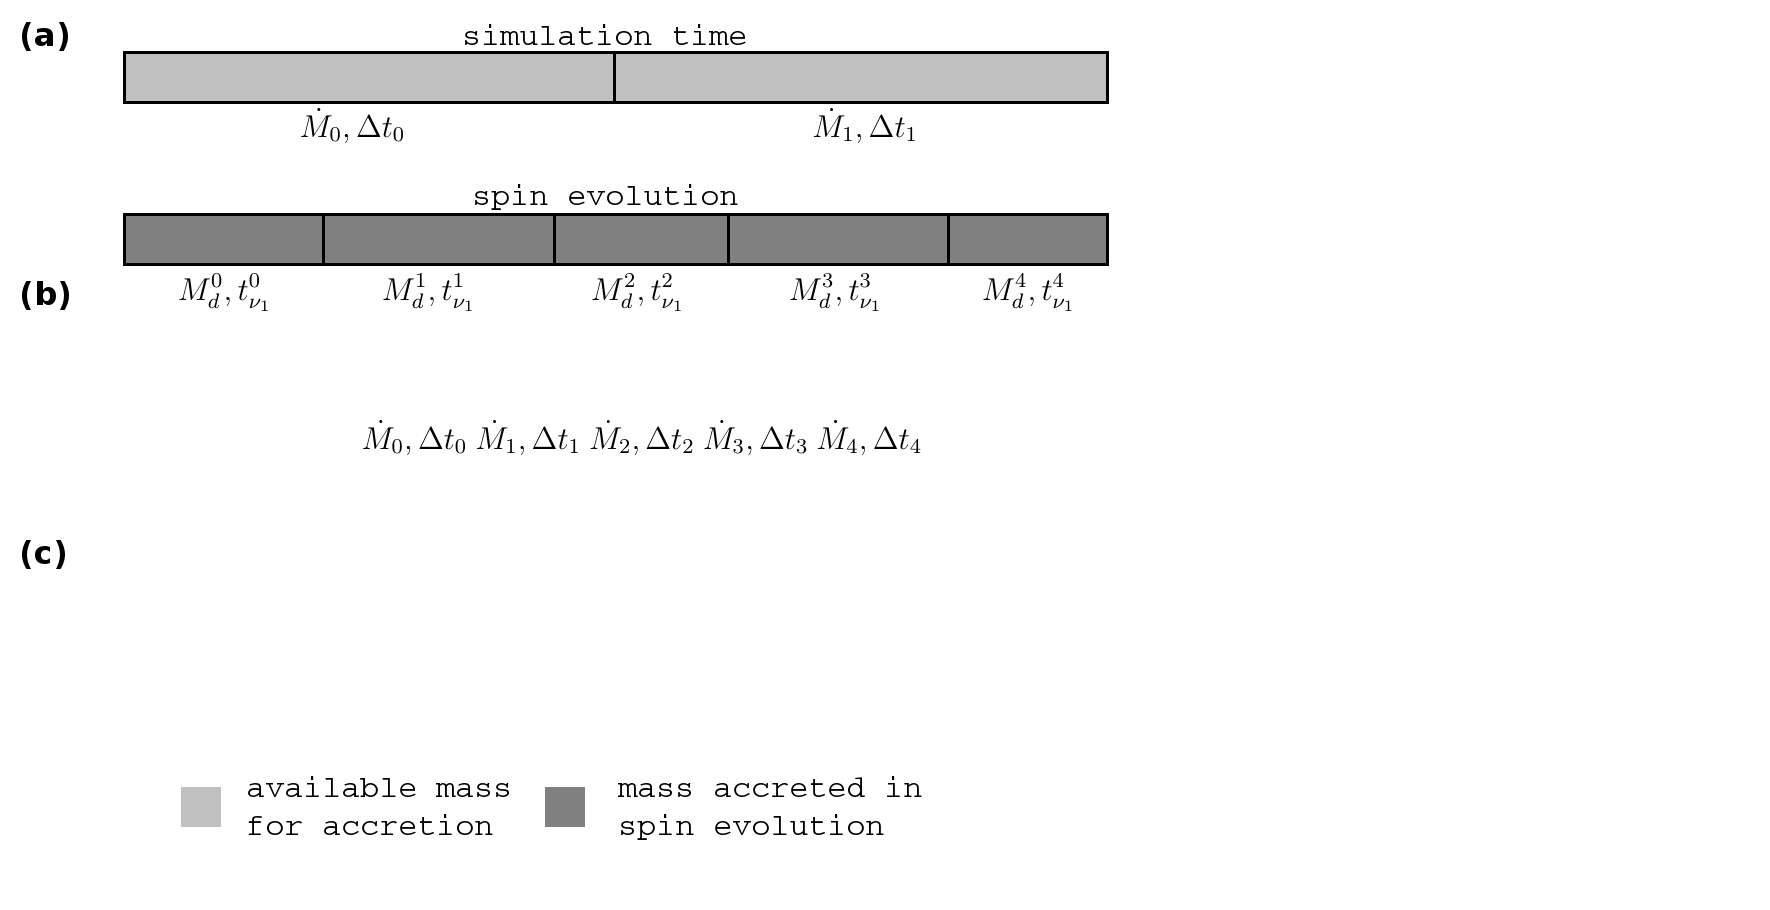 (a)
simulation time
$\dot{M}_0, \Delta t_0$ $\dot{M}_1, \Delta t_1$
spin evolution
$M_d^0, t_{\nu_1}^0$ $M_d^1, t_{\nu_1}^1$ $M_d^2, t_{\nu_1}^2$ $M_d^3, t_{\nu_1}^3$ $M_d^4, t_{\nu_1}^4$
(b)
$\dot{M}_0, \Delta t_0$ $\dot{M}_1, \Delta t_1$ $\dot{M}_2, \Delta t_2$ $\dot{M}_3, \Delta t_3$ $\dot{M}_4, \Delta t_4$
(c)
available mass
for accretion
mass accreted in
spin evolution